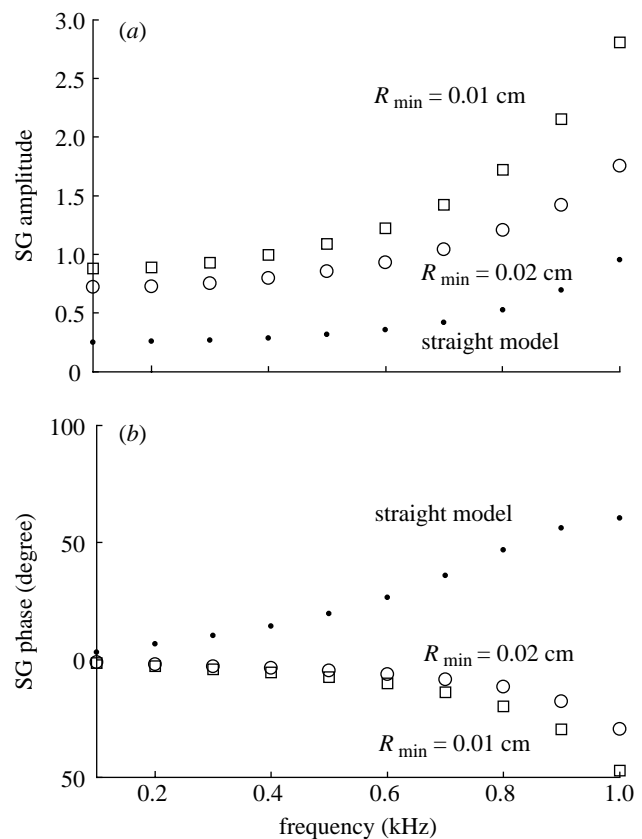 (a)
3.0
2.5
2.0
1.5
1.0
0.5
0
SG amplitude
R min = 0.01 cm
R min = 0.02 cm
straight model
(b)
100
50
0
50
SG phase (degree)
straight model
R min = 0.02 cm
R min = 0.01 cm
0.2 0.4 0.6 0.8 1.0
frequency (kHz)